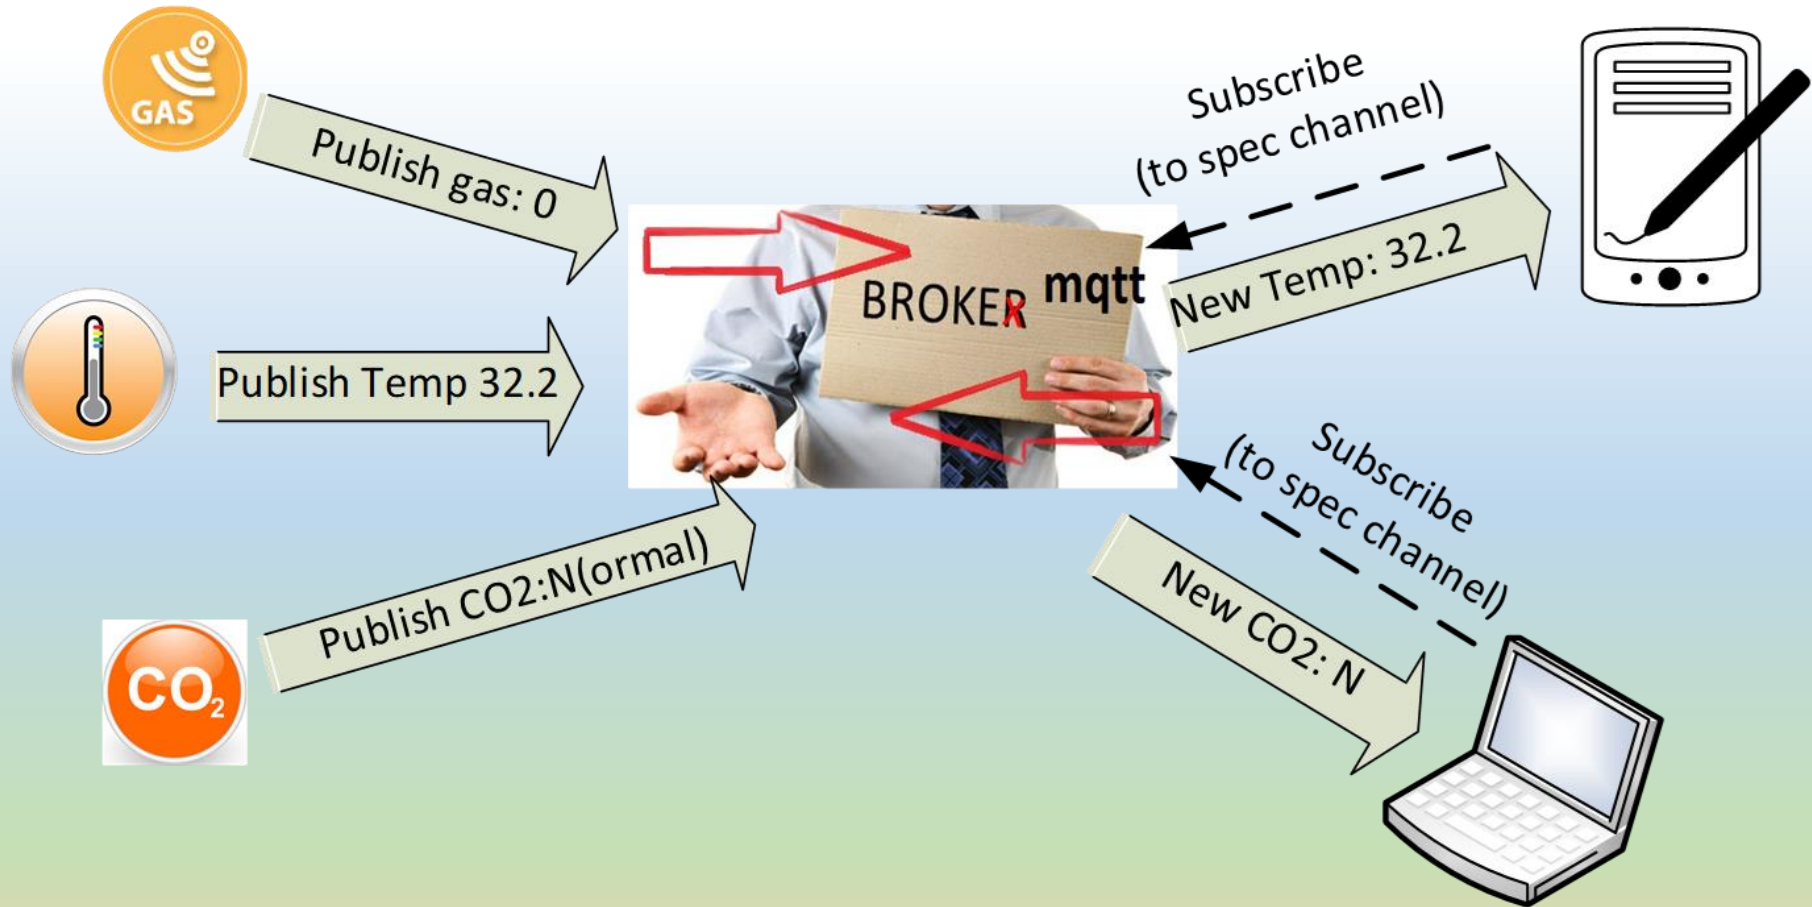 GAS
Publish gas: 0
Publish Temp 32.2
CO2
Publish CO2:N(ormal)
BROKER
mqtt
Subscribe
(to spec channel)
New Temp: 32.2
Subscribe
(to spec channel)
New CO2: N